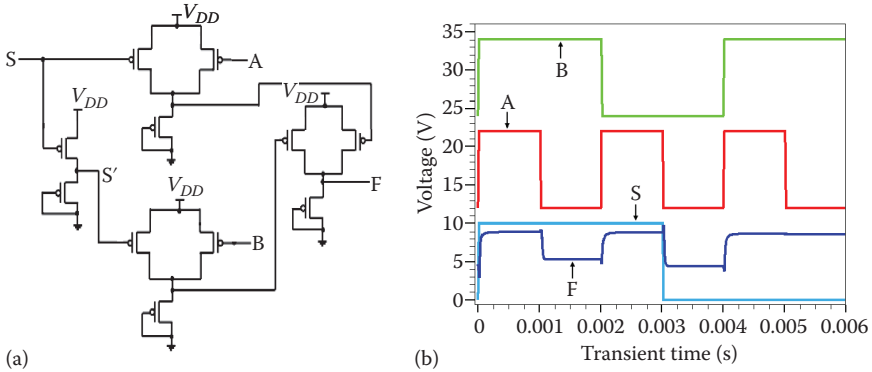 V_DD
S
A
V_DD
V_DD
S'
F
V_DD
B
(a)
35
30
25
20
15
10
5
0
Voltage (V)
B
A
S
F
0 0.001 0.002 0.003 0.004 0.005 0.006
Transient time (s)
(b)